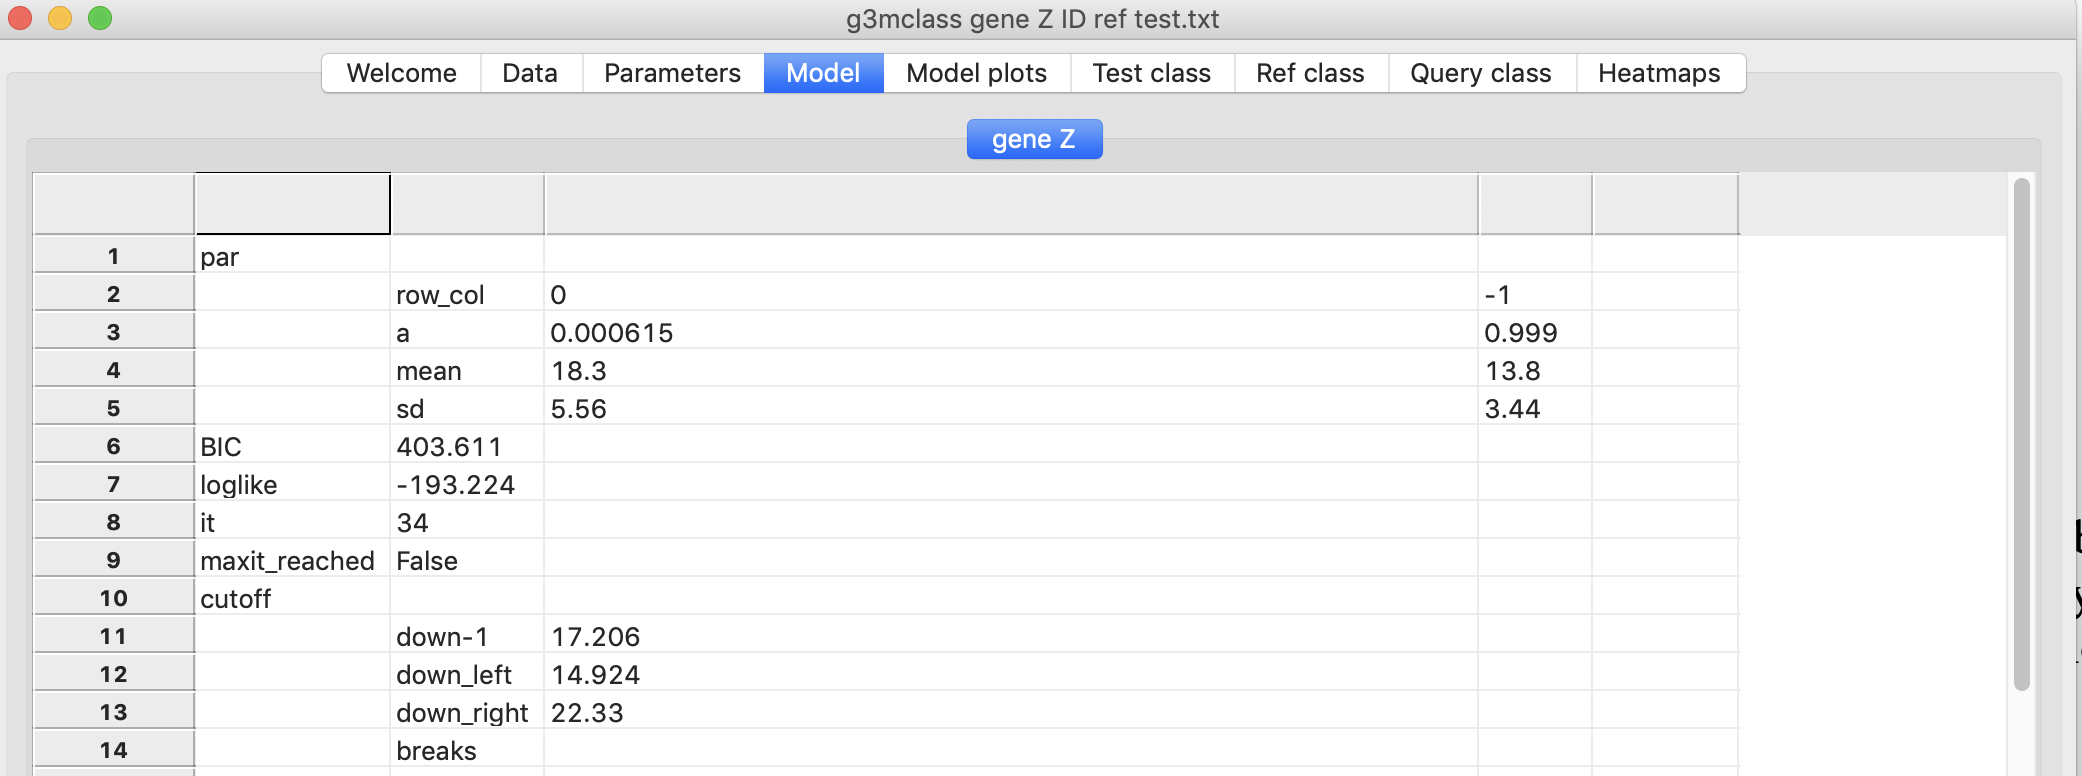 g3mclass gene Z ID ref test.txt
Welcome Data Parameters Model Model plots Test class Ref class Query class Heatmaps
gene Z
1 par
2 row_col 0 -1
3 a 0.000615 0.999
4 mean 18.3 13.8
5 sd 5.56 3.44
6 BIC 403.611
7 loglike -193.224
8 it 34
9 maxit_reached False
10 cutoff
11 down-1 17.206
12 down_left 14.924
13 down_right 22.33
14 breaks